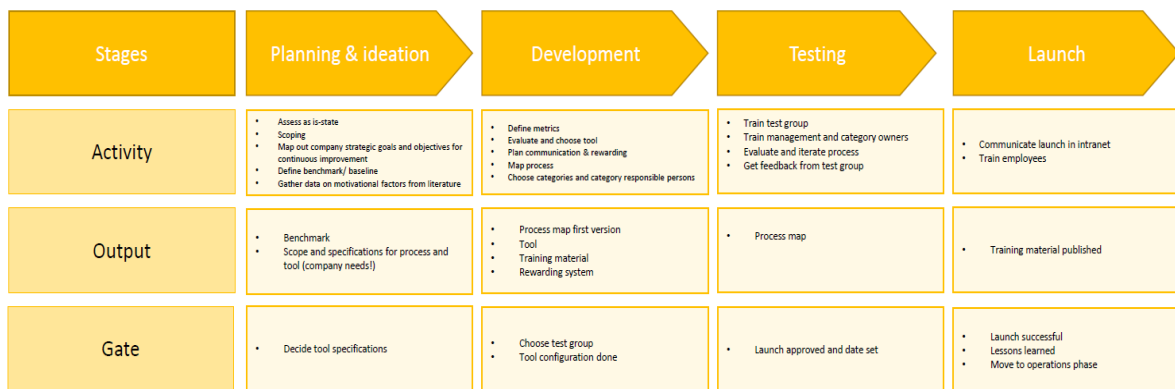 Stages
Planning & ideation
Development
Testing
Launch
Activity
• Assess as is-state
• Scoping
• Map out company strategic goals and objectives for
continuous improvement
• Define benchmark/ baseline
• Gather data on motivational factors from literature
• Define metrics
• Evaluate and choose tool
• Plan communication & rewarding
• Map process
• Choose categories and category responsible persons
• Train test group
• Train management and category owners
• Evaluate and iterate process
• Get feedback from test group
• Communicate launch in intranet
• Train employees
Output
• Benchmark
• Scope and specifications for process and
tool (company needs!)
• Process map first version
• Tool
• Training material
• Rewarding system
• Process map
• Training material published
Gate
• Decide tool specifications
• Choose test group
• Tool configuration done
• Launch approved and date set
• Launch successful
• Lessons learned
• Move to operations phase